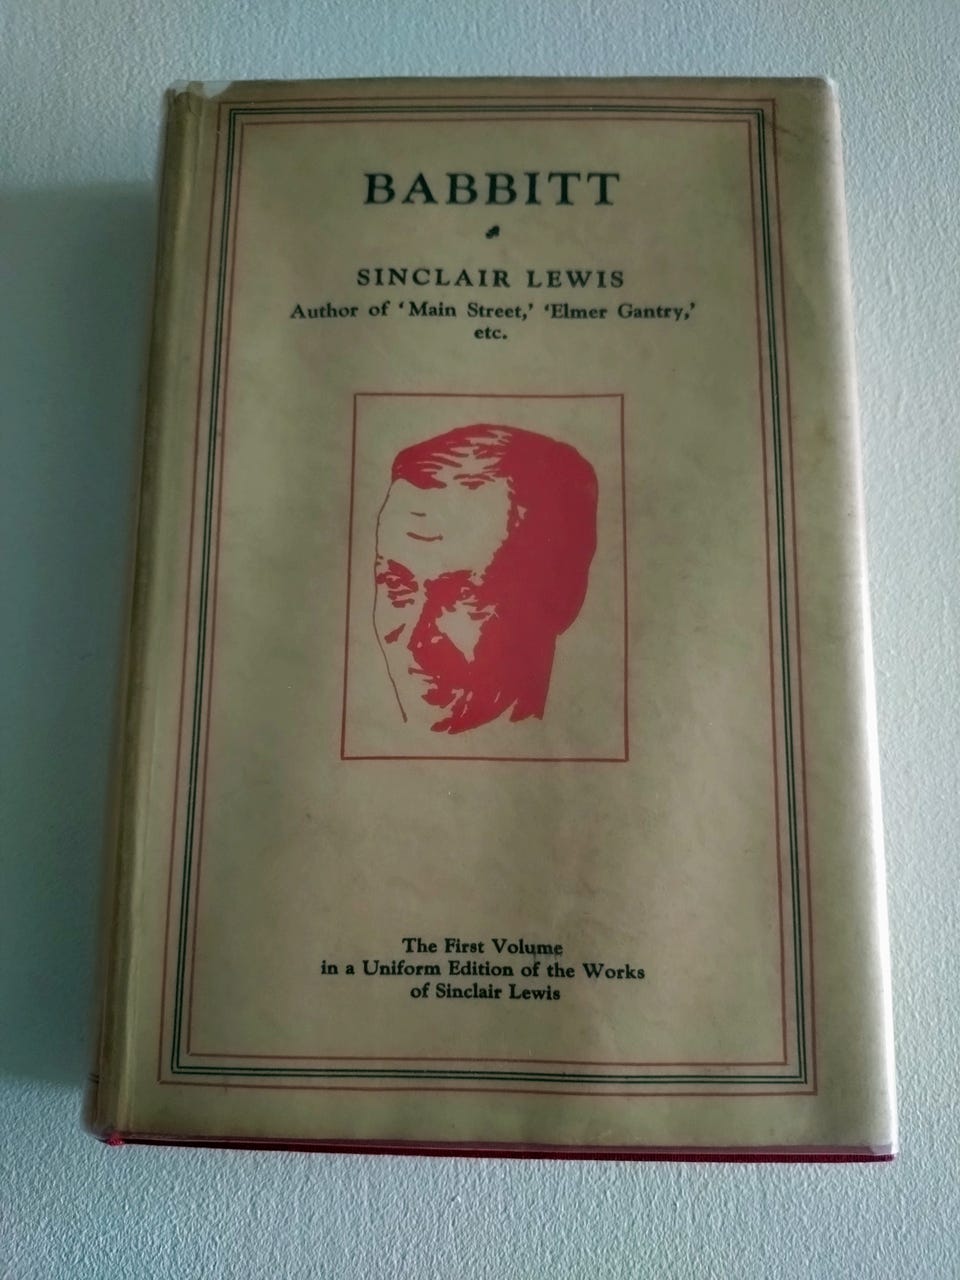 BABBITT
SINCLAIR LEWIS
Author of ‘Main Street,’ ‘Elmer Gantry,’
etc.
The First Volume
in a Uniform Edition of the Works
of Sinclair Lewis